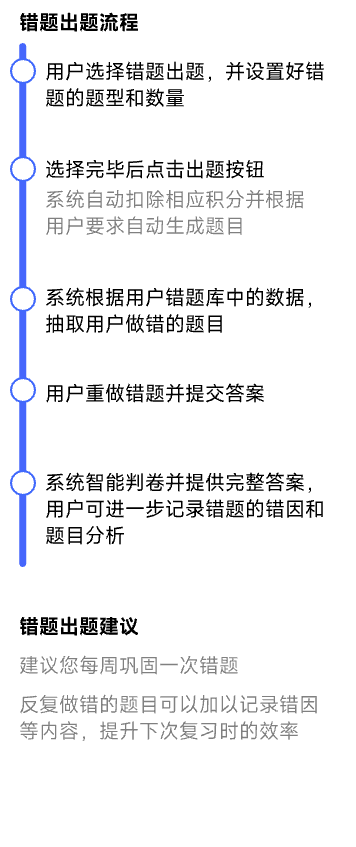 错题出题流程
用户选择错题出题，并设置好错
题的题型和数量
选择完毕后点击出题按钮
系统自动扣除相应积分并根据
用户要求自动生成题目
系统根据用户错题库中的数据，
抽取用户做错的题目
用户重做错题并提交答案
系统智能判卷并提供完整答案，
用户可进一步记录错题的错因和
题目分析
错题出题建议
建议您每周巩固一次错题
反复做错的题目可以加以记录错因
等内容，提升下次复习时的效率